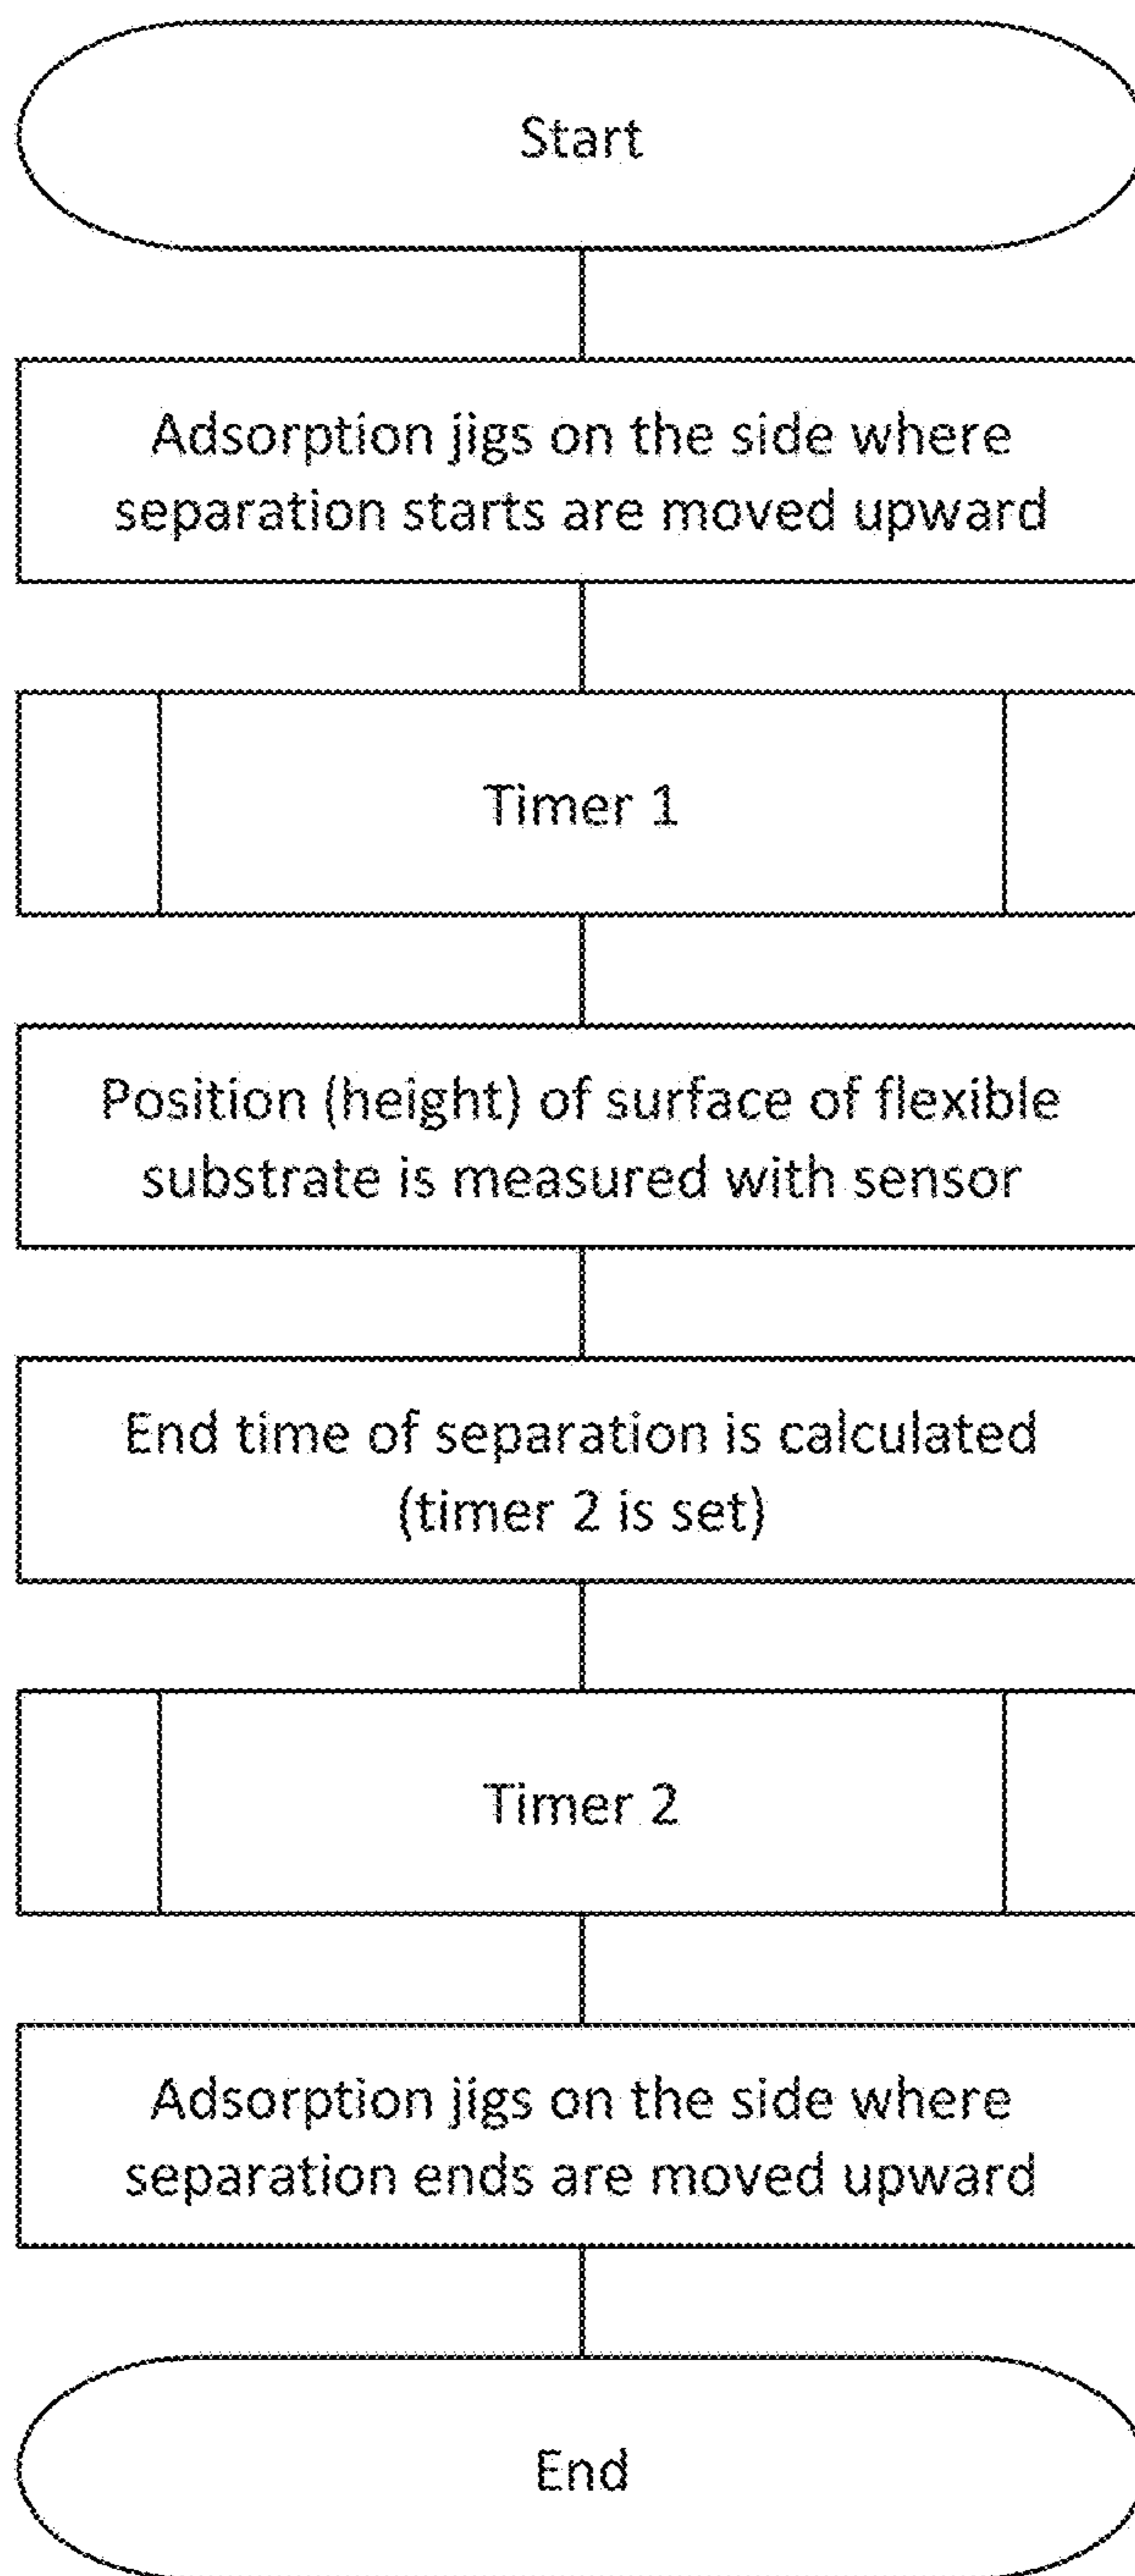 Start
Adsorption jigs on the side where
separation starts are moved upward
Timer 1
Position (height) of surface of flexible
substrate is measured with sensor
End time of separation is calculated
(timer 2 is set)
Timer 2
Adsorption jigs on the side where
separation ends are moved upward
End